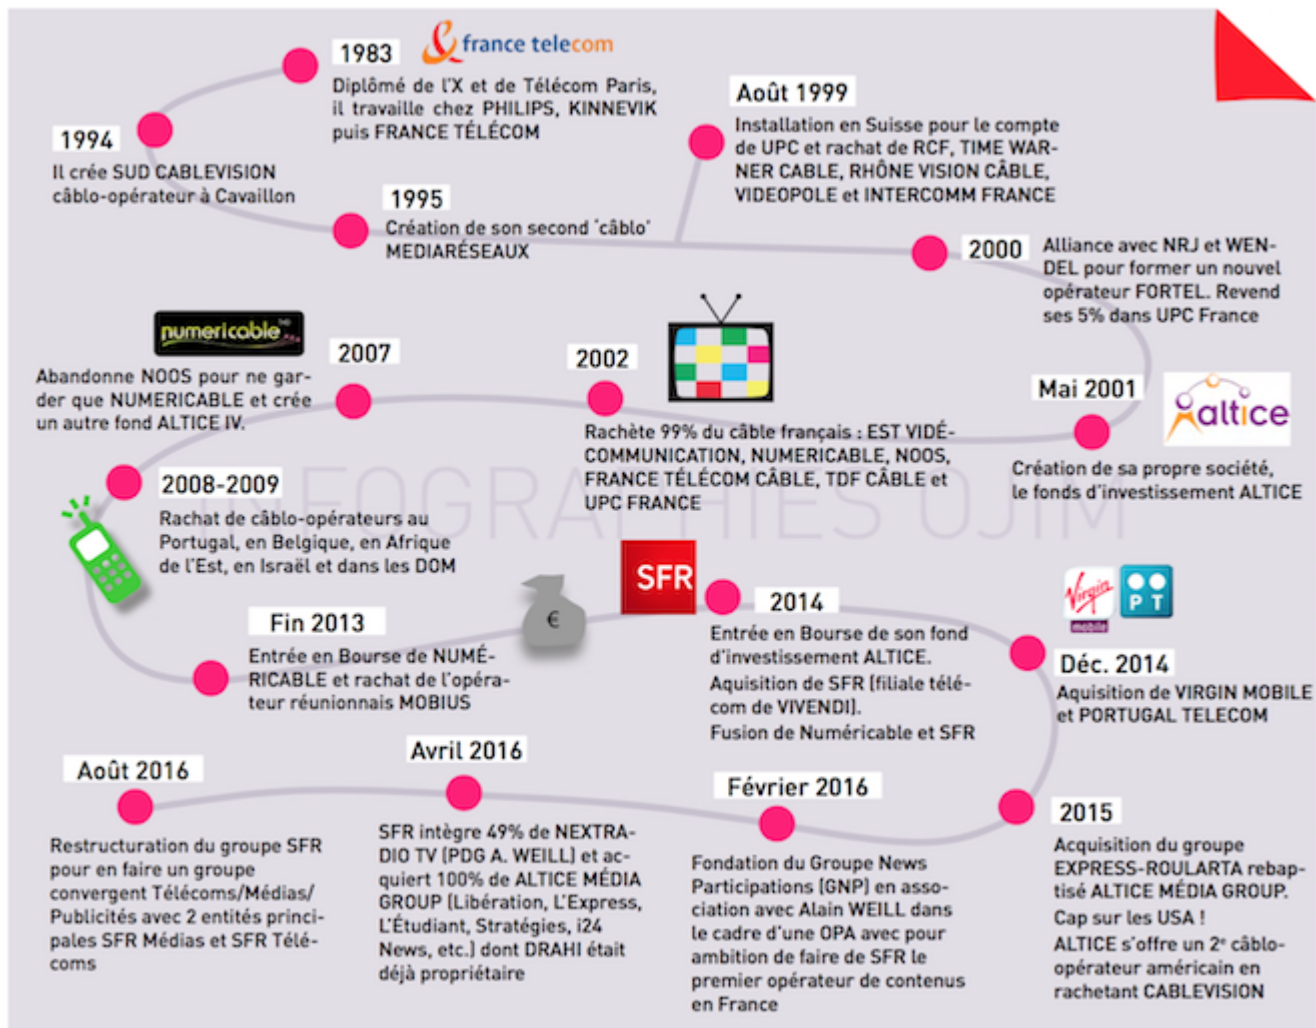 france telecom
1983
Diplômé de l'X et de Télécom Paris,
il travaille chez PHILIPS, KINNEVIK
puis FRANCE TÉLÉCOM
1994
Il crée SUD CABLEVISION
câblo-opérateur à Cavaillon
1995
Création de son second 'câblo'
MEDIARÉSEAUX
Août 1999
Installation en Suisse pour le compte
de UPC et rachat de RCF, TIME WAR-
NER CABLE, RHÔNE VISION CÂBLE,
VIDEOPOLE et INTERCOMM FRANCE
2000
Alliance avec NRJ et WEN-
DEL pour former un nouvel
opérateur FORTEL. Revend
ses 5% dans UPC France
Mai 2001
altice
Création de sa propre société,
le fonds d'investissement ALTICE
2002
Rachète 99% du câble français : EST VIDÉ-
COMMUNICATION, NUMERICABLE, NOOS,
FRANCE TÉLÉCOM CÂBLE, TDF CÂBLE et
UPC FRANCE
numericable
2007
Abandonne NOOS pour ne gar-
der que NUMERICABLE et crée
un autre fond ALTICE IV.
INFOGRAPHIES OJIM
2008-2009
Rachat de câblo-opérateurs au
Portugal, en Belgique, en Afrique
de l'Est, en Israël et dans les DOM
Fin 2013
Entrée en Bourse de NUMÉ-
RICABLE et rachat de l'opéra-
teur réunionnais MOBIUS
€
SFR
2014
Entrée en Bourse de son fond
d'investissement ALTICE.
Aquisition de SFR (filiale télé-
com de VIVENDI).
Fusion de Numéricable et SFR
Virgin
mobile
PT
Déc. 2014
Aquisition de VIRGIN MOBILE
et PORTUGAL TELECOM
2015
Acquisition du groupe
EXPRESS-ROULARTA rebap-
tisé ALTICE MÉDIA GROUP.
Cap sur les USA !
ALTICE s'offre un 2e câblo-
opérateur américain en
rachetant CABLEVISION
Février 2016
Fondation du Groupe News
Participations (GNP) en asso-
ciation avec Alain WEILL dans
le cadre d'une OPA avec pour
ambition de faire de SFR le
premier opérateur de contenus
en France
Avril 2016
SFR intègre 49% de NEXTRA-
DIO TV (PDG A. WEILL) et ac-
quiert 100% de ALTICE MÉDIA
GROUP (Libération, L'Express,
L'Étudiant, Stratégies, i24
News, etc.) dont DRAHI était
déjà propriétaire
Août 2016
Restructuration du groupe SFR
pour en faire un groupe
convergent Télécoms/Médias/
Publicités avec 2 entités princi-
pales SFR Médias et SFR Télé-
coms